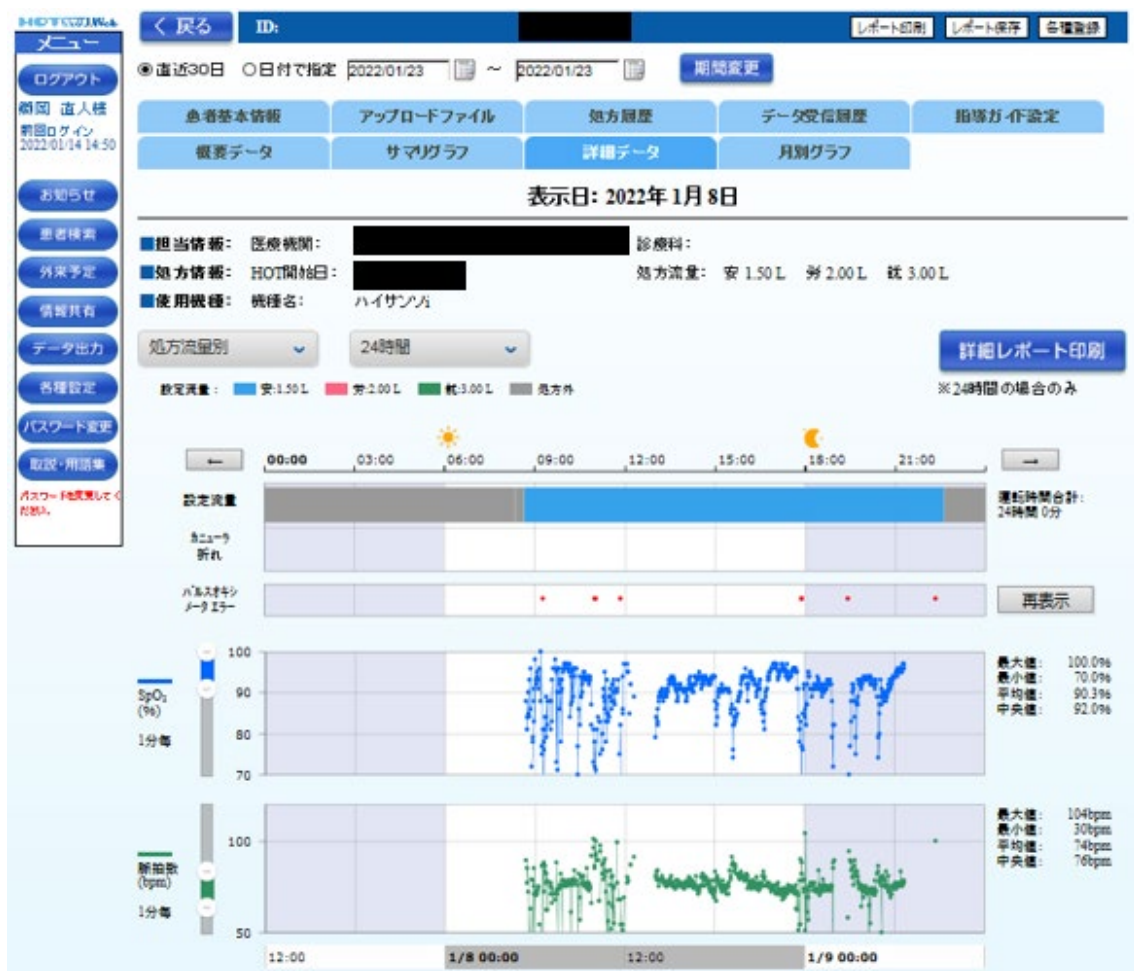 く 戻る ID: レポート印刷 レポート保存 各種登録
メニュー
ログアウト
直人様
前回ログイン
2022/01/14 14:50
お知らせ
患者検索
外来予定
情報共有
データ出力
各種設定
パスワード変更
取説・用語集
パスワードを変更してください。
直近30日 日付で指定 2022/01/23 ~ 2022/01/23 期間変更
患者基本情報 アップロードファイル 処方履歴 データ受信履歴 指導ガイド設定
概要データ サマリグラフ 詳細データ 月別グラフ
表示日: 2022年 1月 8日
■担当情報: 医療機関: 診療科:
■処方情報: HOT開始日: 処方流量: 安 1.50 L 労 2.00 L 就 3.00 L
■使用機種: 機種名: ハイサンソi
処方流量別 24時間 詳細レポート印刷
設定流量: 安:1.50 L 労:2.00 L 就:3.00 L 処方外 ※24時間の場合のみ
← 00:00 03:00 06:00 09:00 12:00 15:00 18:00 21:00 →
設定流量 運転時間合計:
24時間 0分
カニューラ
折れ
パルスオキシ
メータエラー 再表示
100
90
80
70
SpO₂
(%)
1分毎
最大値: 100.0%
最小値: 70.0%
平均値: 90.3%
中央値: 92.0%
100
50
脈拍数
(bpm)
1分毎
最大値: 104bpm
最小値: 30bpm
平均値: 74bpm
中央値: 76bpm
12:00 1/8 00:00 12:00 1/9 00:00